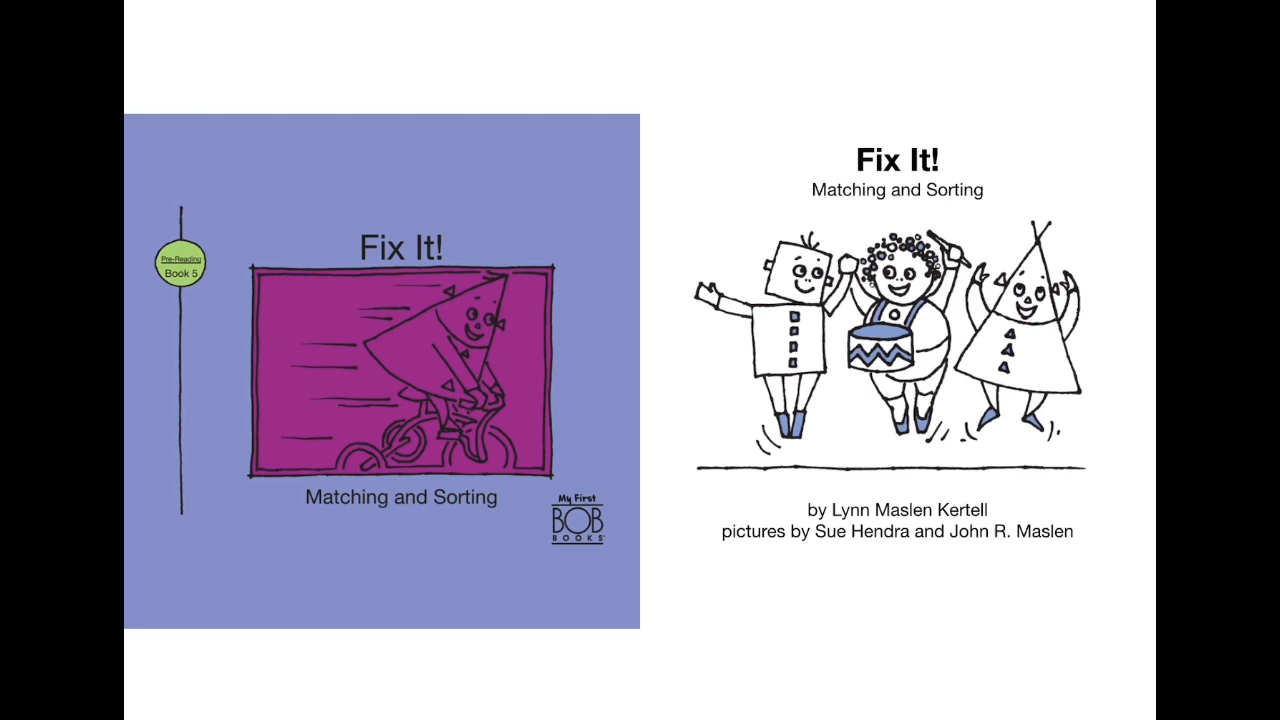 Pre-Reading
Book 5
Fix It!
Matching and Sorting
My First
BOB
BOOKS
Fix It!
Matching and Sorting
by Lynn Maslen Kertell
pictures by Sue Hendra and John R. Maslen